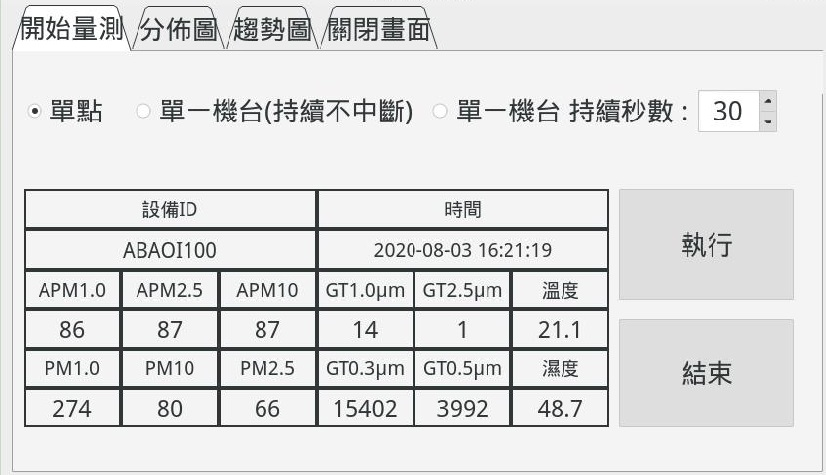 開始量測 分佈圖 趨勢圖 關閉畫面
單點 單一機台(持續不中斷) 單一機台 持續秒數 : 30
設備ID 時間
ABAOI100 2020-08-03 16:21:19
執行
APM1.0 APM2.5 APM10 GT1.0μm GT2.5μm 溫度
86 87 87 14 1 21.1
PM1.0 PM10 PM2.5 GT0.3μm GT0.5μm 濕度
結束
274 80 66 15402 3992 48.7